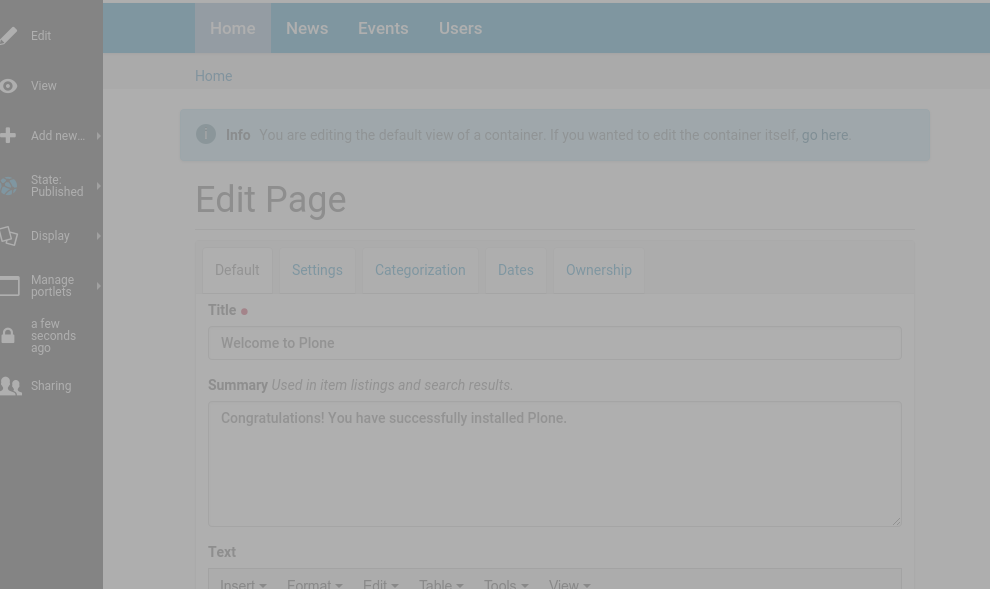 Edit
View
Add new...
State:
Published
Display
Manage
portlets
a few
seconds
ago
Sharing
Home News Events Users
Home
Info You are editing the default view of a container. If you wanted to edit the container itself, go here.
Edit Page
Default Settings Categorization Dates Ownership
Title
Welcome to Plone
Summary Used in item listings and search results.
Congratulations! You have successfully installed Plone.
Text
Insert Format Edit Table Tools View